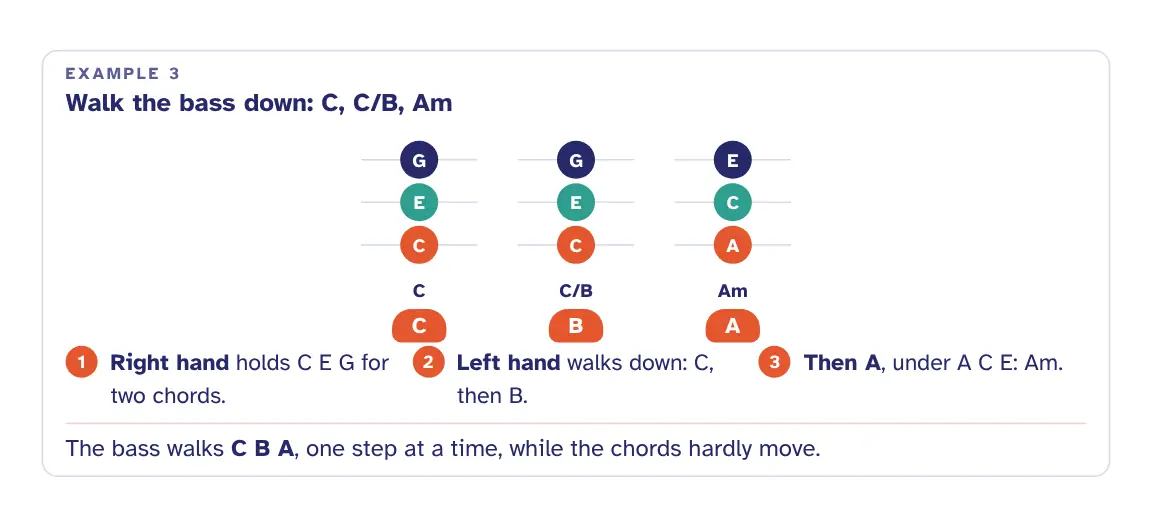 EXAMPLE 3
Walk the bass down: C, C/B, Am
G G E
E E C
C C A
C C/B Am
C B A
1 Right hand holds C E G for two chords.
2 Left hand walks down: C, then B.
3 Then A, under A C E: Am.
The bass walks C B A, one step at a time, while the chords hardly move.